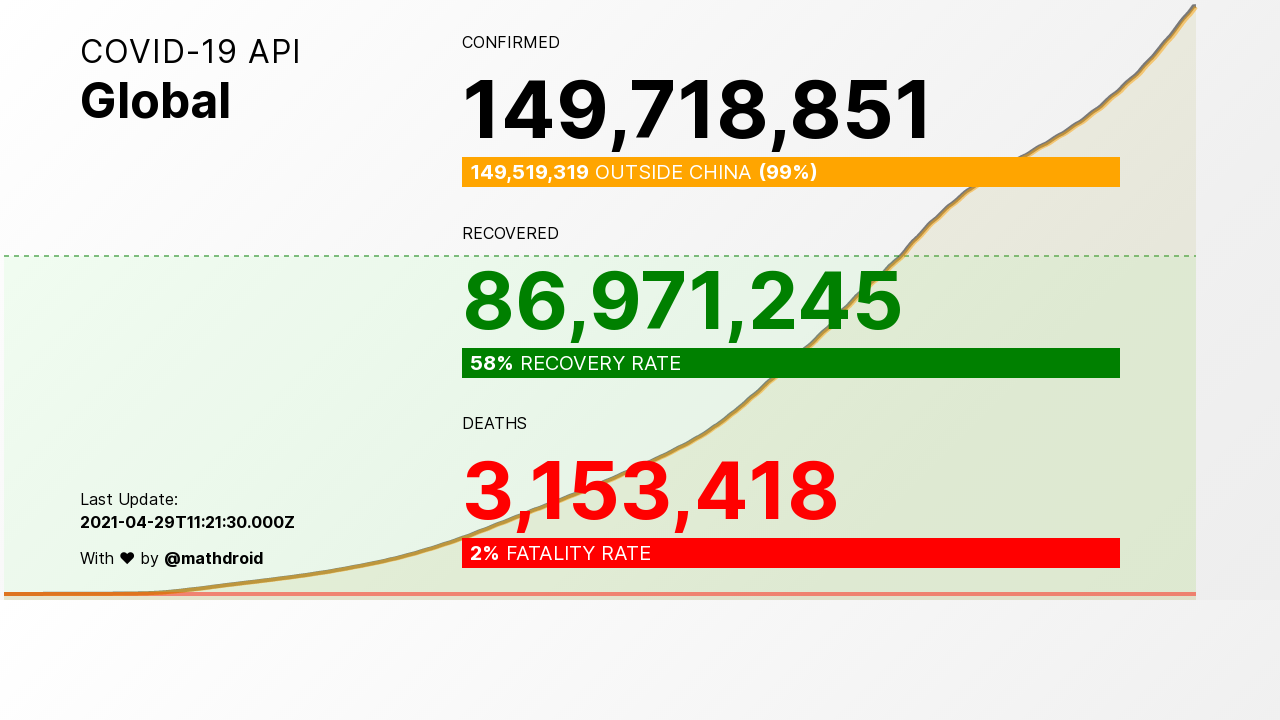 COVID-19 API
Global
CONFIRMED
149,718,851
149,519,319 OUTSIDE CHINA (99%)
RECOVERED
86,971,245
58% RECOVERY RATE
DEATHS
3,153,418
2% FATALITY RATE
Last Update:
2021-04-29T11:21:30.000Z
With ♥ by @mathdroid